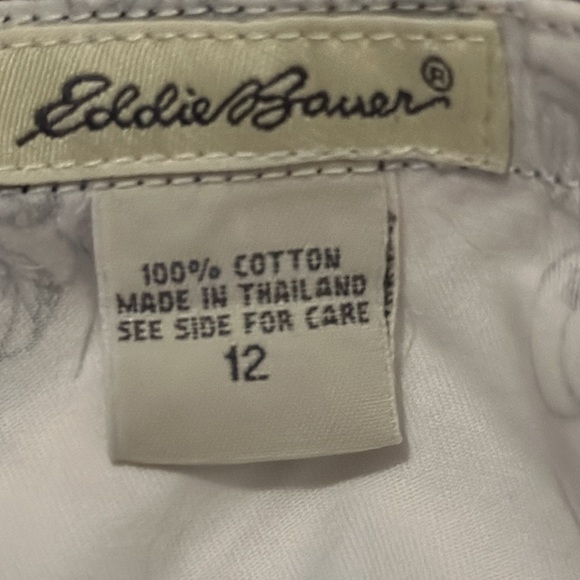 Eddie Bauer®
100% COTTON
MADE IN THAILAND
SEE SIDE FOR CARE
12